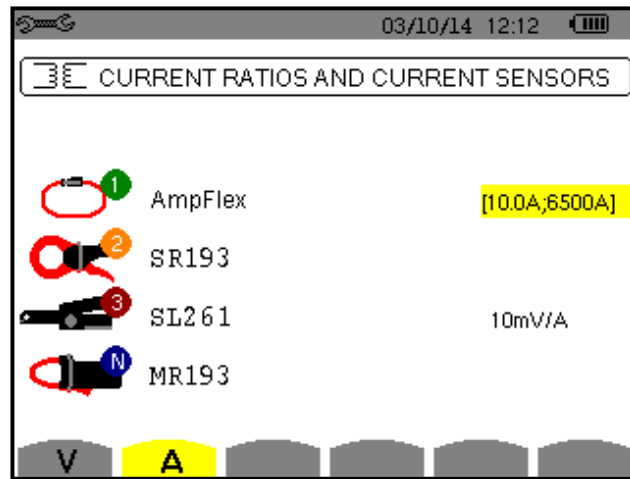 03/10/14 12:12
CURRENT RATIOS AND CURRENT SENSORS
1 AmpFlex [10.0A;6500A]
2 SR193
3 SL261 10mV/A
N MR193
V A